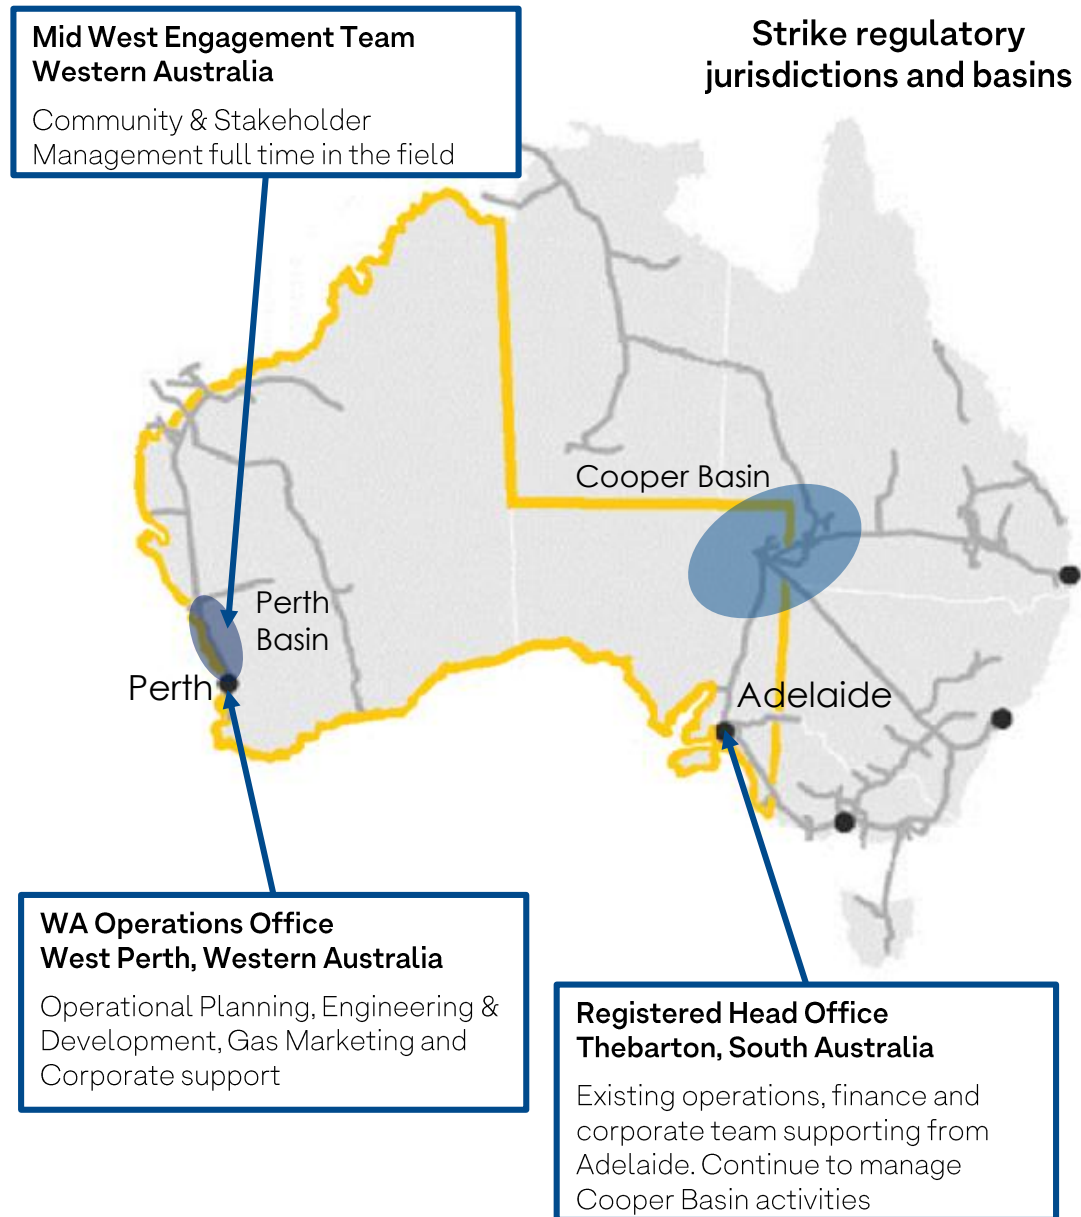 Mid West Engagement Team
Western Australia
Community & Stakeholder
Management full time in the field
Strike regulatory
jurisdictions and basins
Cooper Basin
Perth
Basin
Perth
Adelaide
WA Operations Office
West Perth, Western Australia
Operational Planning, Engineering &
Development, Gas Marketing and
Corporate support
Registered Head Office
Thebarton, South Australia
Existing operations, finance and
corporate team supporting from
Adelaide. Continue to manage
Cooper Basin activities